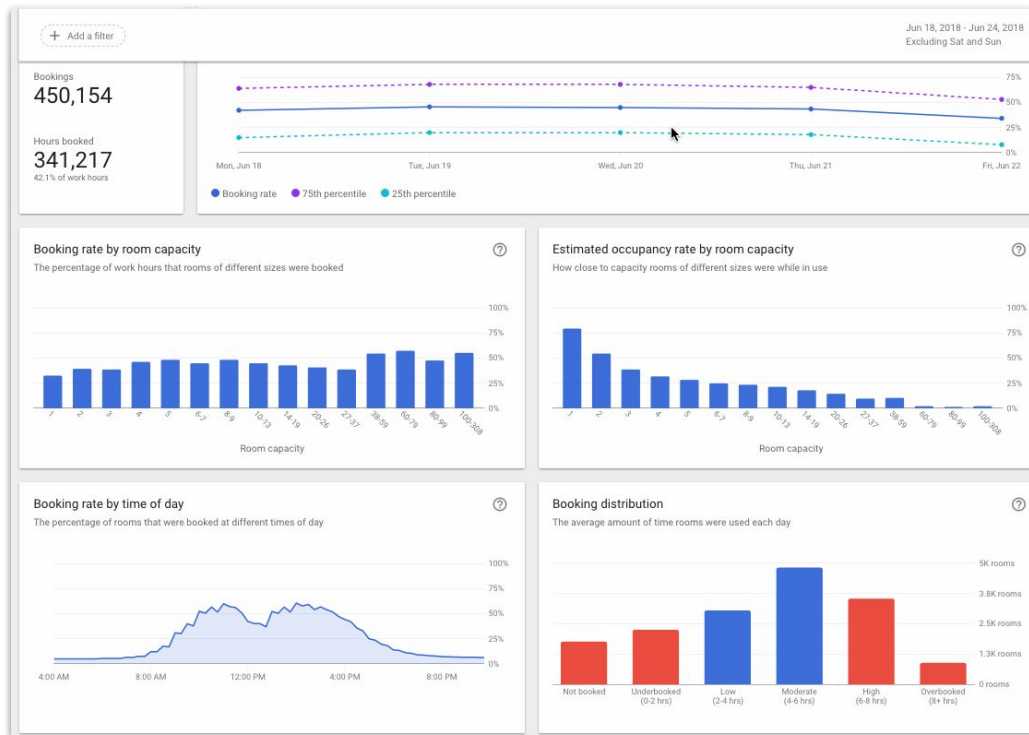 Add a filter
Jun 18, 2018 - Jun 24, 2018
Excluding Sat and Sun
Bookings
450,154
Hours booked
341,217
42.1% of work hours
75%
50%
25%
0%
Mon, Jun 18
Tue, Jun 19
Wed, Jun 20
Thu, Jun 21
Fri, Jun 22
Booking rate
75th percentile
25th percentile
Booking rate by room capacity
The percentage of work hours that rooms of different sizes were booked
100%
75%
50%
25%
0%
1
2
3
4
5
6-7
8-9
10-13
14-19
20-26
27-37
38-59
60-79
80-99
100-308
Room capacity
Estimated occupancy rate by room capacity
How close to capacity rooms of different sizes were while in use
100%
75%
50%
25%
0%
1
2
3
4
5
6-7
8-9
10-13
14-19
20-26
27-37
38-59
60-79
80-99
100-308
Room capacity
Booking rate by time of day
The percentage of rooms that were booked at different times of day
100%
75%
50%
25%
0%
4:00 AM
8:00 AM
12:00 PM
4:00 PM
8:00 PM
Booking distribution
The average amount of time rooms were used each day
5K rooms
3.8K rooms
2.5K rooms
1.3K rooms
0 rooms
Not booked
Underbooked
(0-2 hrs)
Low
(2-4 hrs)
Moderate
(4-6 hrs)
High
(6-8 hrs)
Overbooked
(8+ hrs)